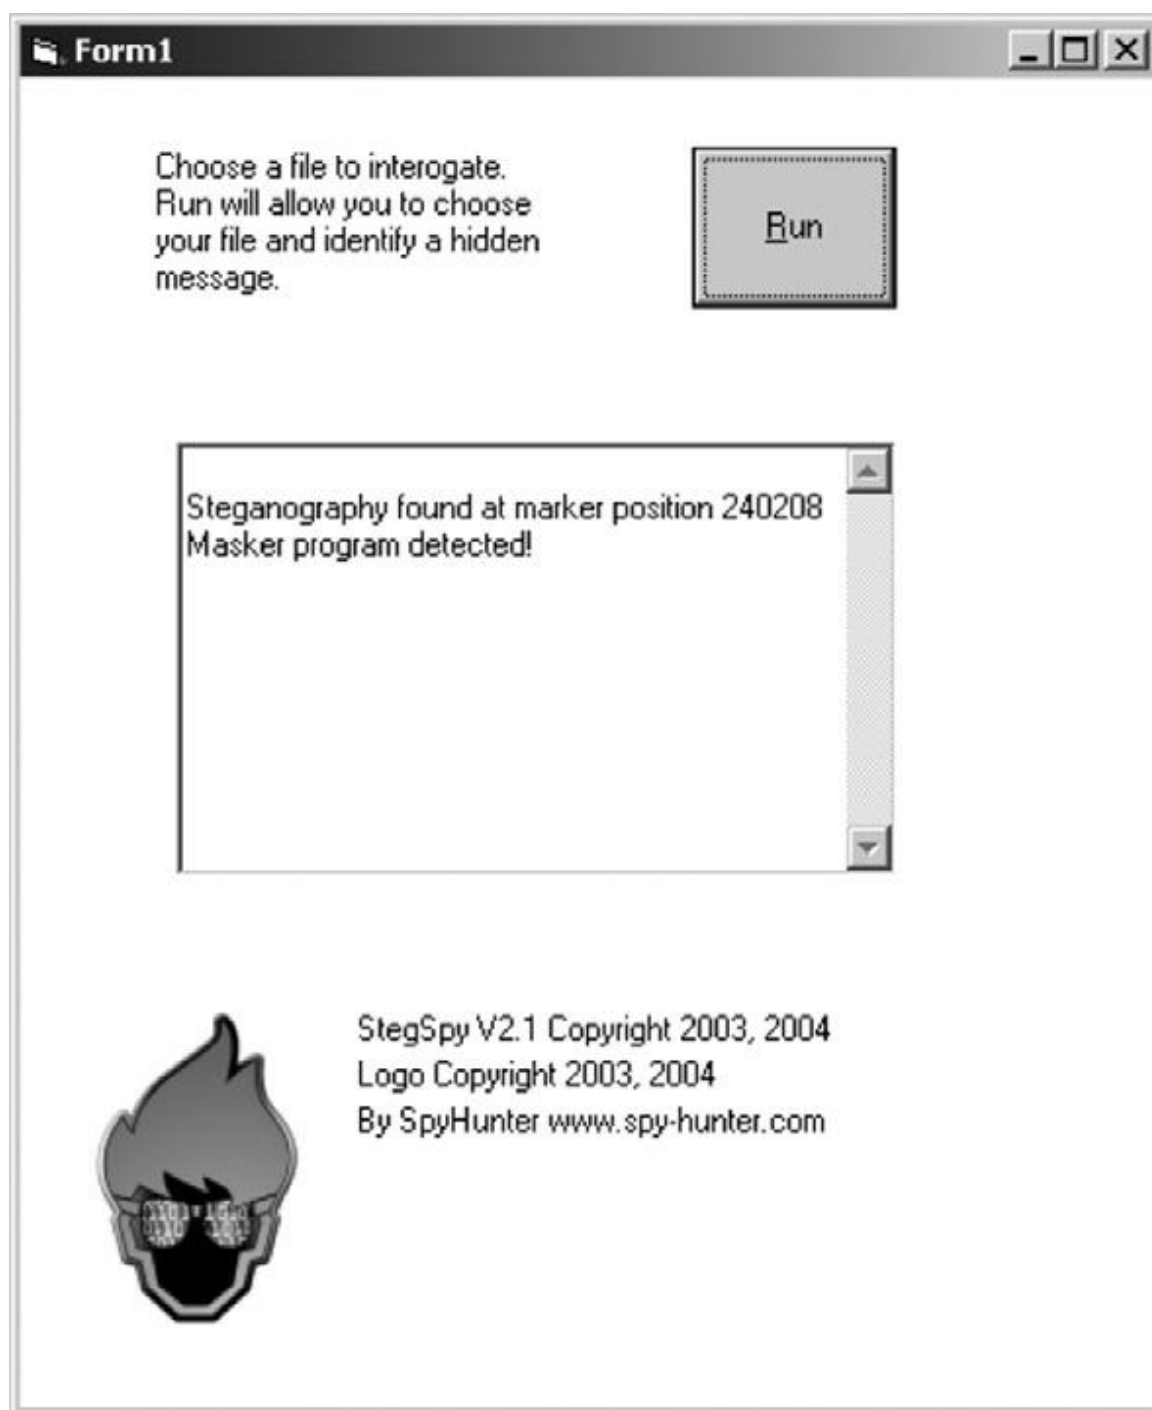 Form1
Choose a file to interogate.
Run will allow you to choose
your file and identify a hidden
message.
Run
Steganography found at marker position 240208
Masker program detected!
StegSpy V2.1 Copyright 2003, 2004
Logo Copyright 2003, 2004
By SpyHunter www.spy-hunter.com